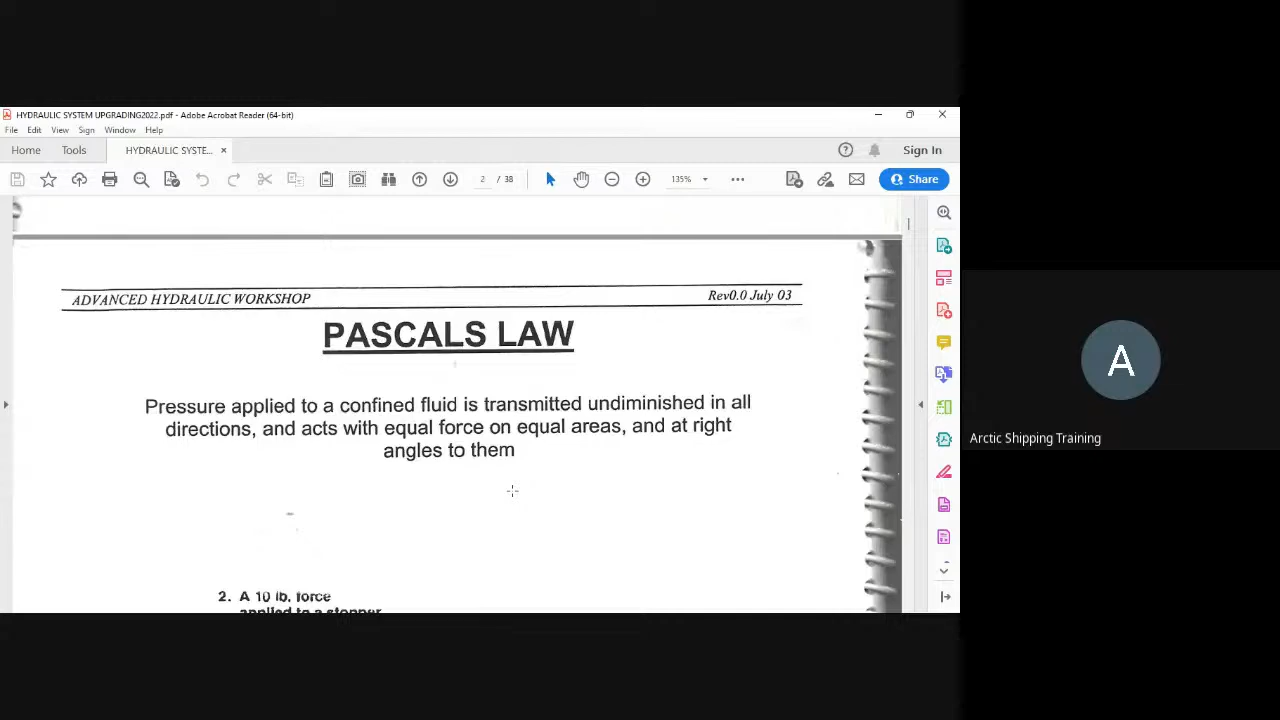 HYDRAULIC SYSTEM UPGRADING2022.pdf - Adobe Acrobat Reader (64-bit)
File Edit View Sign Window Help
Home Tools HYDRAULIC SYSTE... × Sign In
2 / 38 135% Share
ADVANCED HYDRAULIC WORKSHOP Rev0.0 July 03
PASCALS LAW
Pressure applied to a confined fluid is transmitted undiminished in all
directions, and acts with equal force on equal areas, and at right
angles to them
2. A 10 lb. force
applied to a stopper
A
Arctic Shipping Training